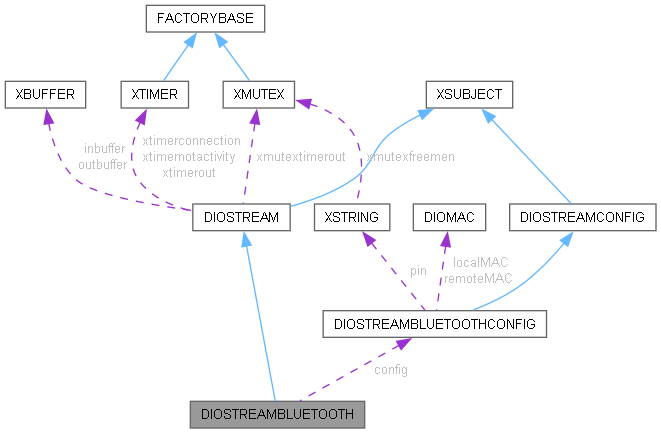 FACTORYBASE
XBUFFER
XTIMER
XMUTEX
XSUBJECT
inbuffer
outbuffer
xtimerconnection
xtimernotactivity
xtimerout
xmutextimerout
xmutexfreemen
DIOSTREAM
XSTRING
DIOMAC
DIOSTREAMCONFIG
pin
localMAC
remoteMAC
DIOSTREAMBLUETOOTHCONFIG
config
DIOSTREAMBLUETOOTH